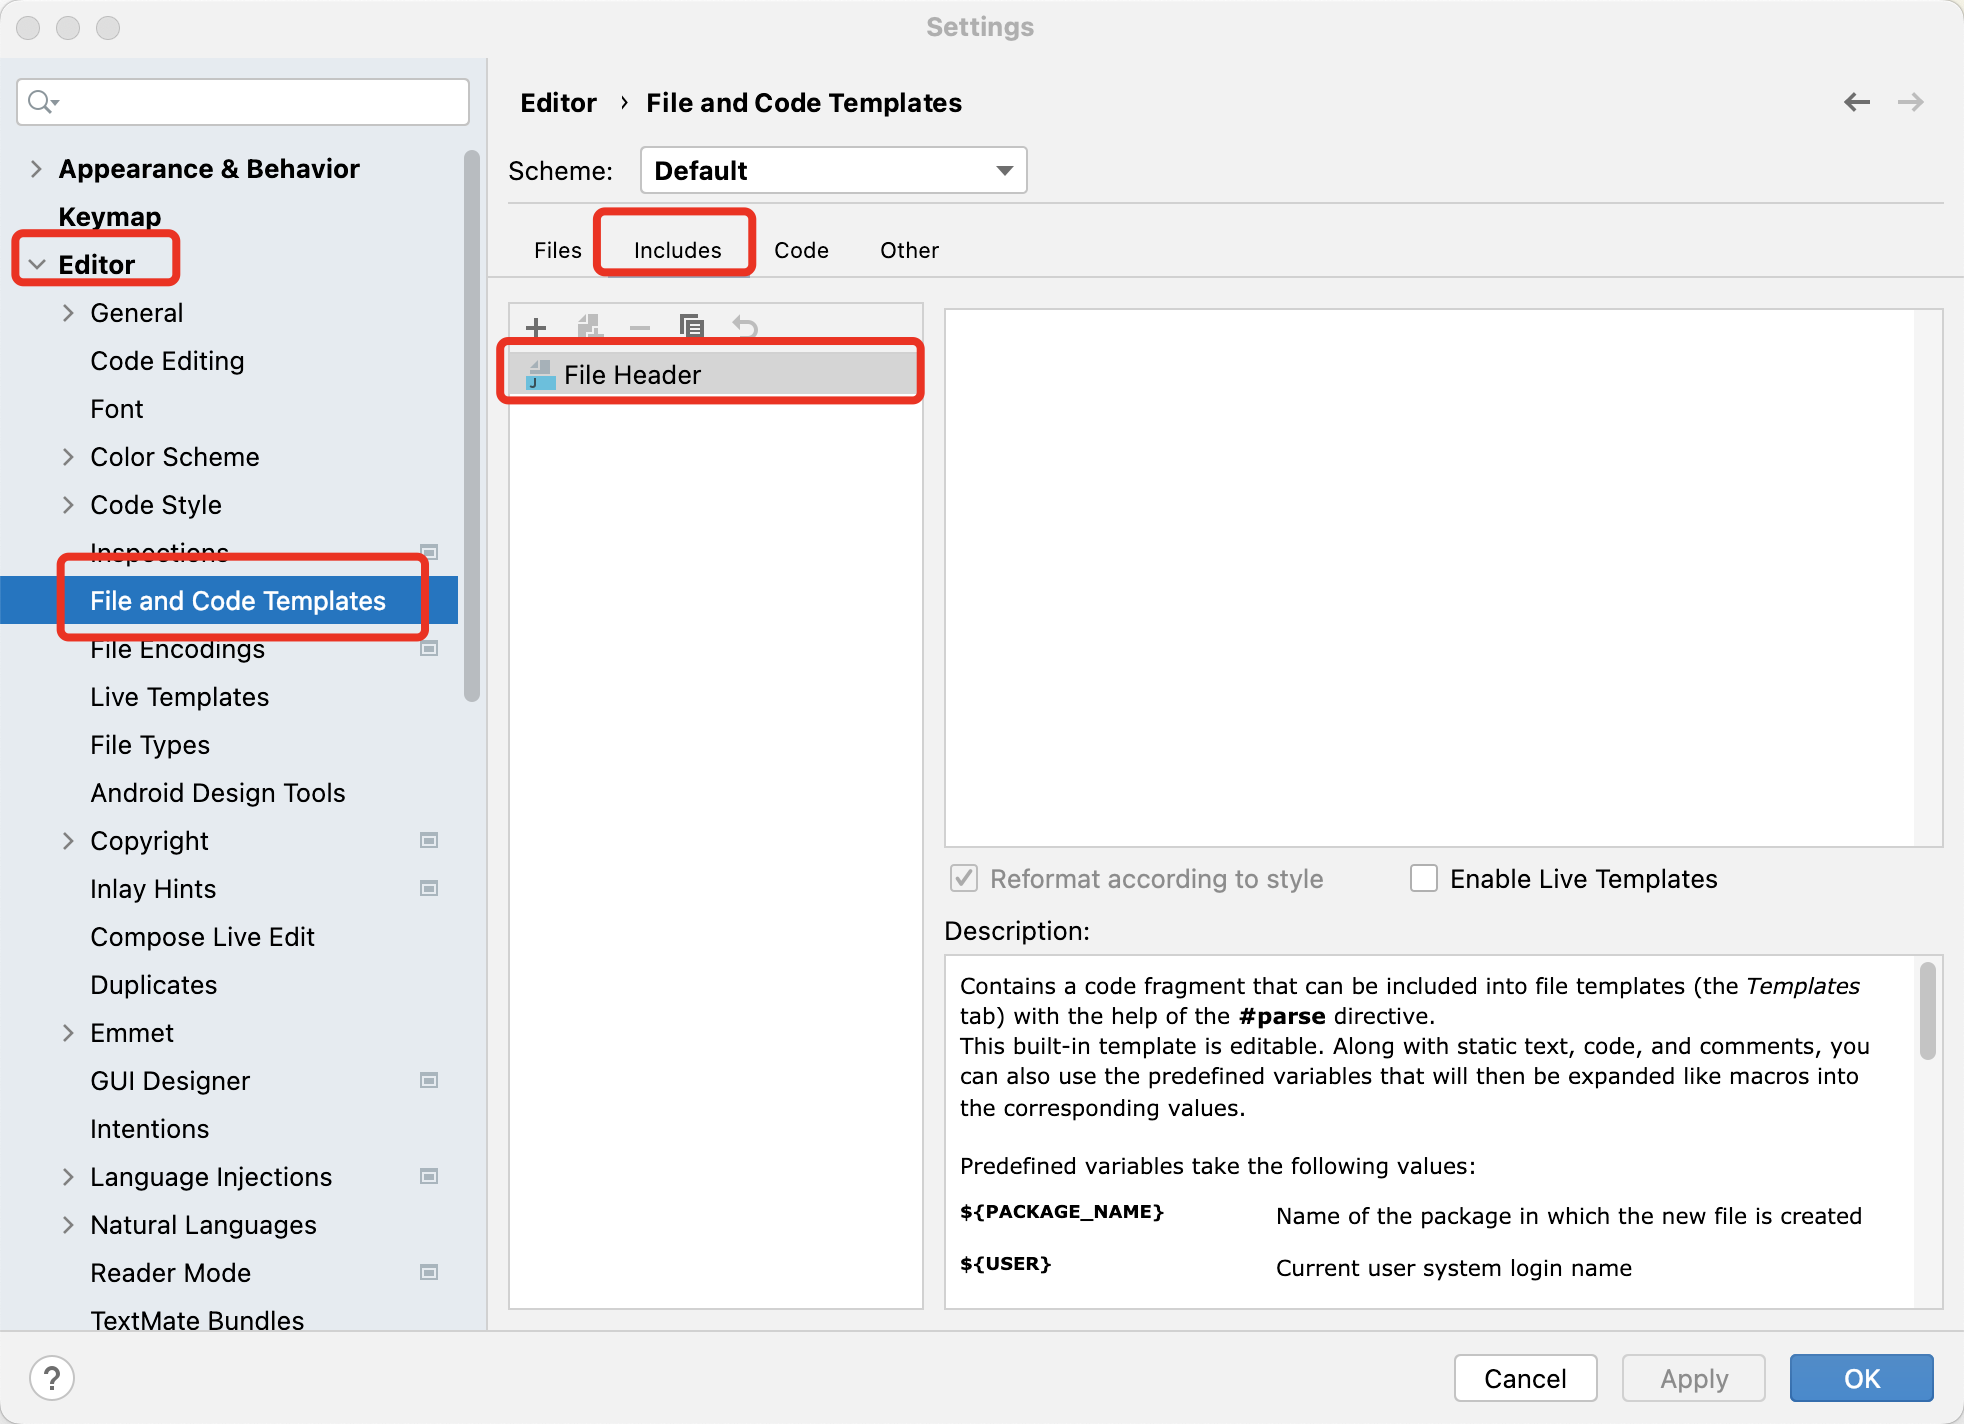 Settings
Appearance & Behavior
Keymap
Editor
General
Code Editing
Font
Color Scheme
Code Style
Inspections
File and Code Templates
File Encodings
Live Templates
File Types
Android Design Tools
Copyright
Inlay Hints
Compose Live Edit
Duplicates
Emmet
GUI Designer
Intentions
Language Injections
Natural Languages
Reader Mode
TextMate Bundles
Editor › File and Code Templates
Scheme: Default
Files Includes Code Other
File Header
Reformat according to style Enable Live Templates
Description:
Contains a code fragment that can be included into file templates (the Templates
tab) with the help of the #parse directive.
This built-in template is editable. Along with static text, code, and comments, you
can also use the predefined variables that will then be expanded like macros into
the corresponding values.
Predefined variables take the following values:
${PACKAGE_NAME} Name of the package in which the new file is created
${USER} Current user system login name
? Cancel Apply OK